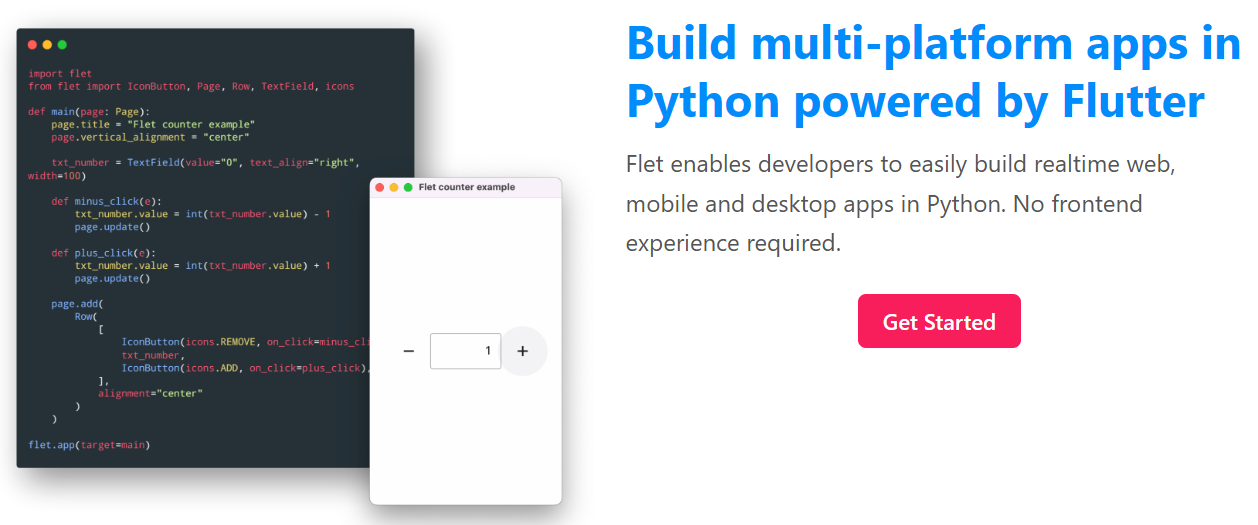 import flet
from flet import IconButton, Page, Row, TextField, icons
def main(page: Page):
page.title = "Flet counter example"
page.vertical_alignment = "center"
txt_number = TextField(value="0", text_align="right",
width=100)
def minus_click(e):
txt_number.value = int(txt_number.value) - 1
page.update()
def plus_click(e):
txt_number.value = int(txt_number.value) + 1
page.update()
page.add(
Row(
[
IconButton(icons.REMOVE, on_click=minus_cli
txt_number,
IconButton(icons.ADD, on_click=plus_click),
],
alignment="center"
)
)
flet.app(target=main)
Flet counter example
− 1 +
Build multi-platform apps in
Python powered by Flutter
Flet enables developers to easily build realtime web,
mobile and desktop apps in Python. No frontend
experience required.
Get Started